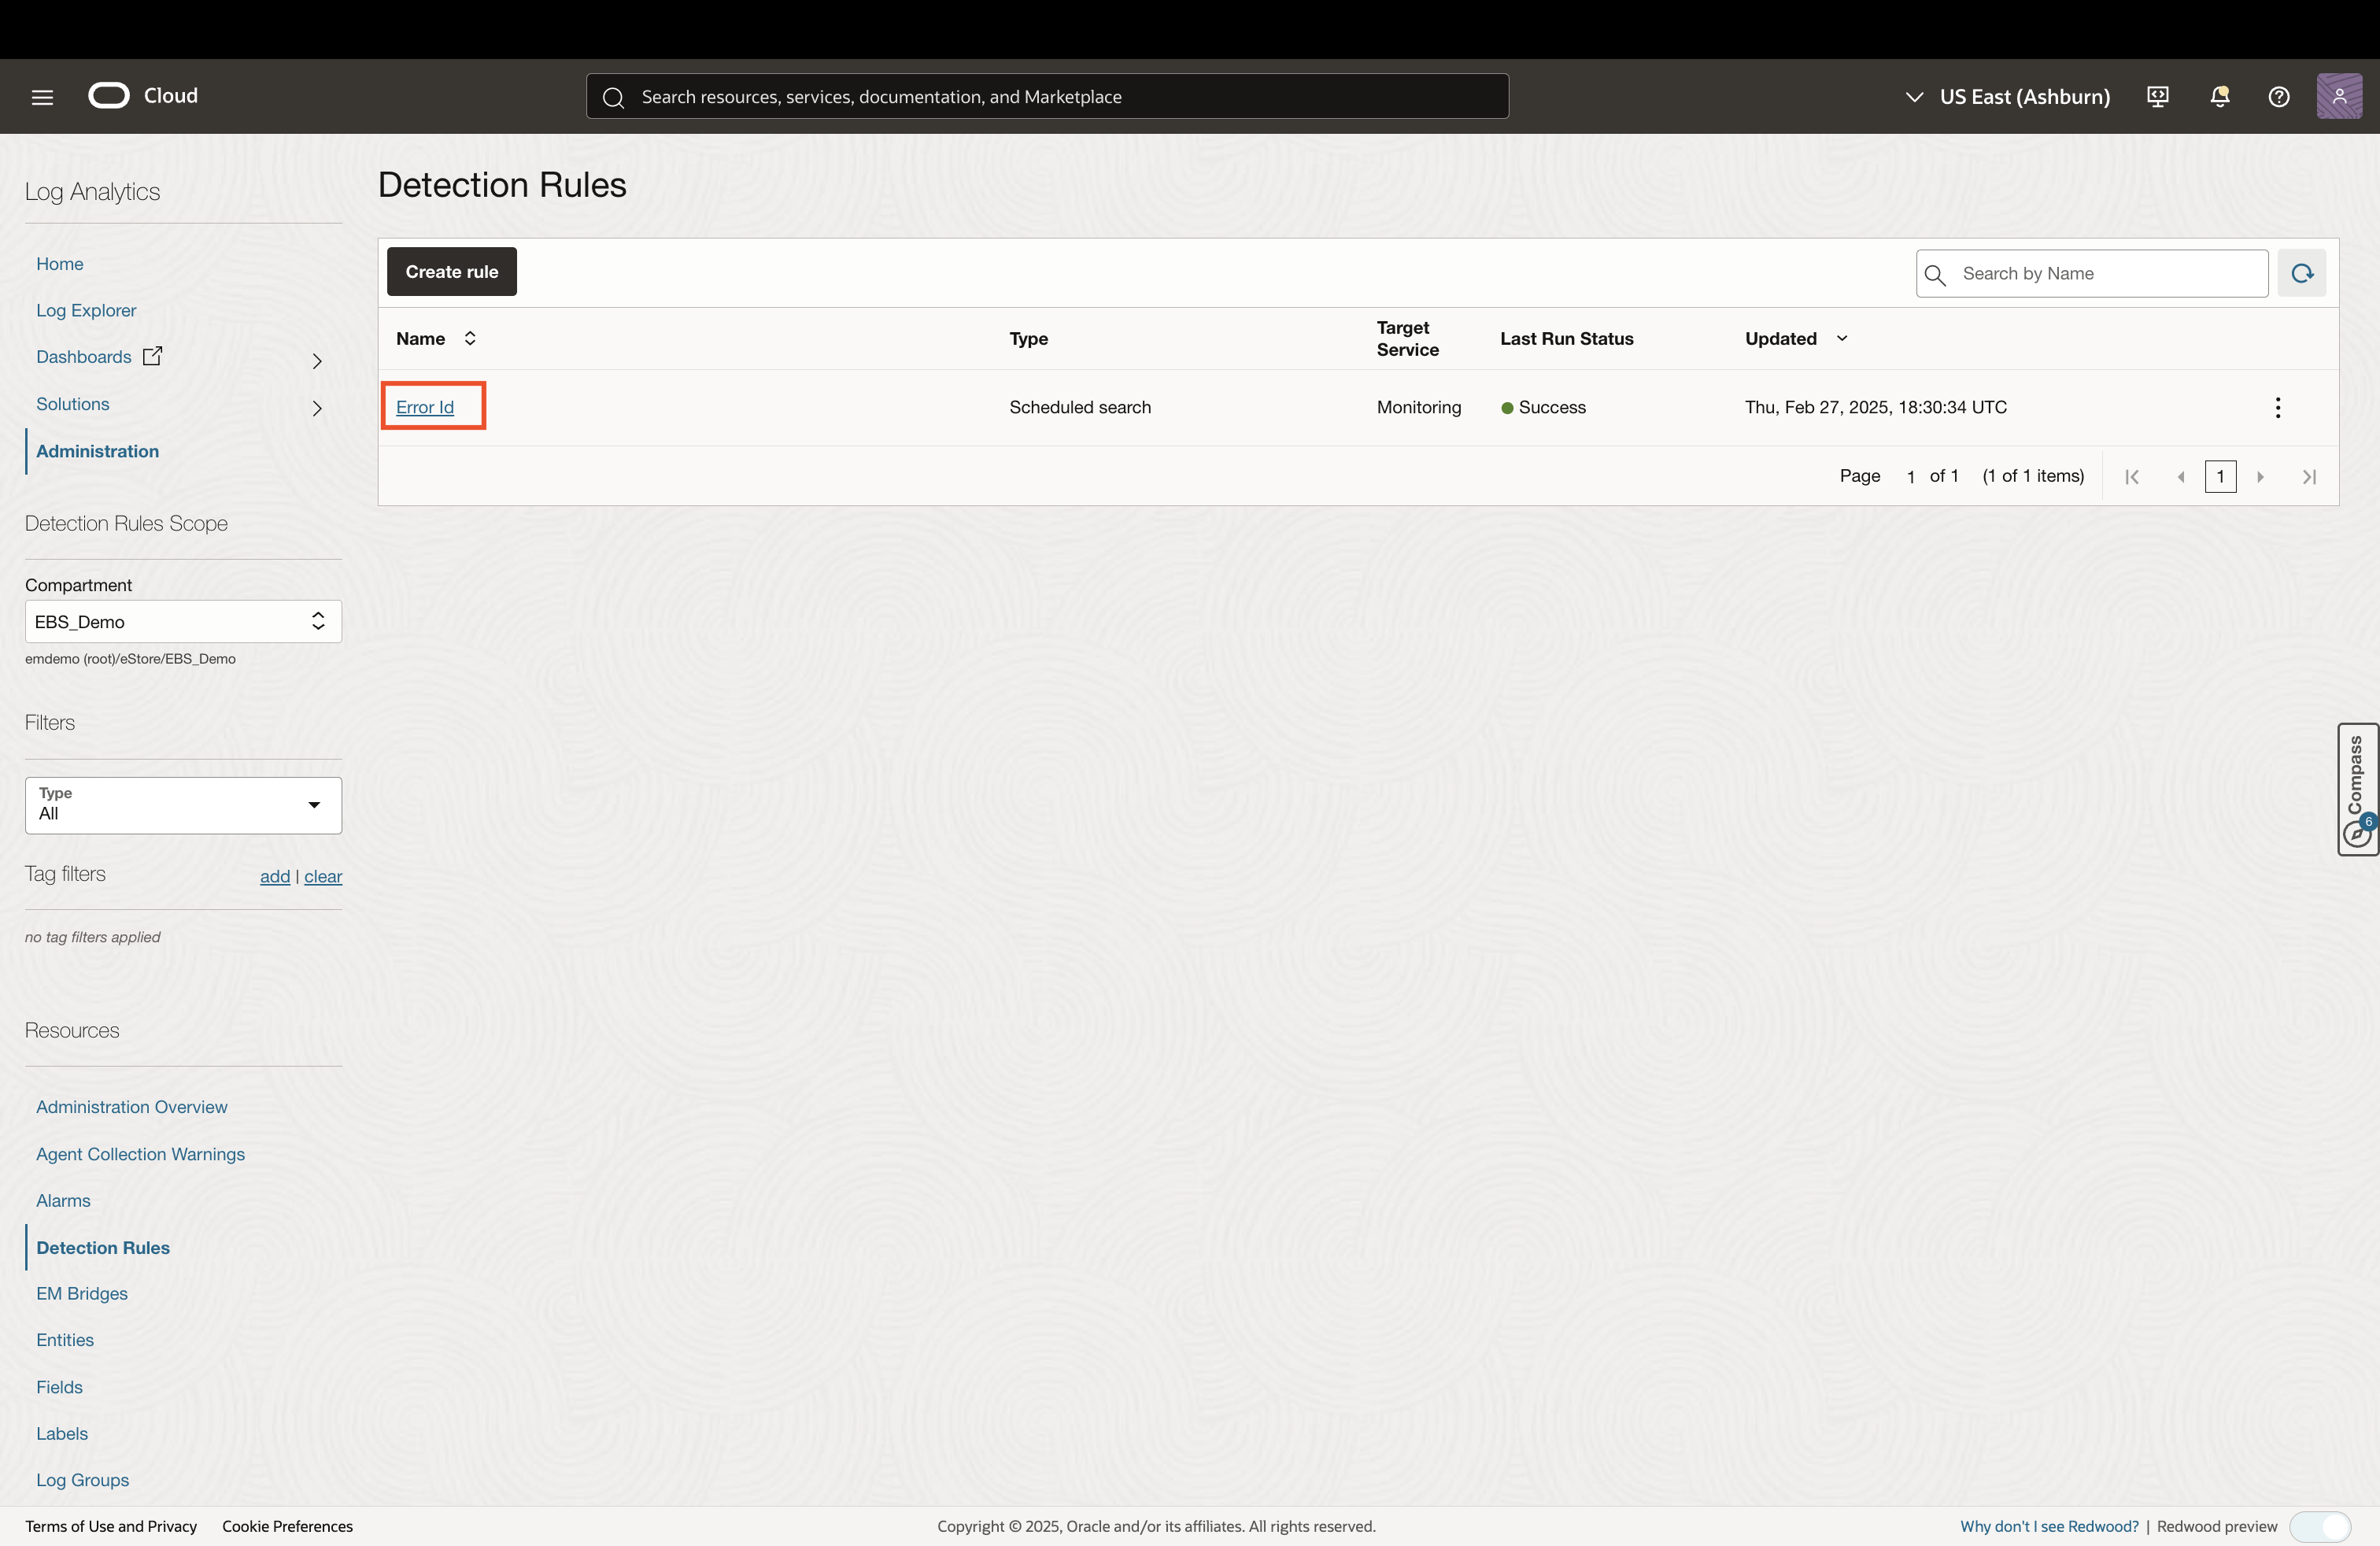 Cloud
Search resources, services, documentation, and Marketplace
US East (Ashburn)
Log Analytics
Home
Log Explorer
Dashboards
Solutions
Administration
Detection Rules Scope
Compartment
EBS_Demo
emdemo (root)/eStore/EBS_Demo
Filters
Type
All
Tag filters
add | clear
no tag filters applied
Resources
Administration Overview
Agent Collection Warnings
Alarms
Detection Rules
EM Bridges
Entities
Fields
Labels
Log Groups
Detection Rules
Create rule
Search by Name
Name Type Target Service Last Run Status Updated
Error Id Scheduled search Monitoring Success Thu, Feb 27, 2025, 18:30:34 UTC
Page 1 of 1 (1 of 1 items) 1
Compass
6
Terms of Use and Privacy Cookie Preferences Copyright © 2025, Oracle and/or its affiliates. All rights reserved. Why don't I see Redwood? | Redwood preview